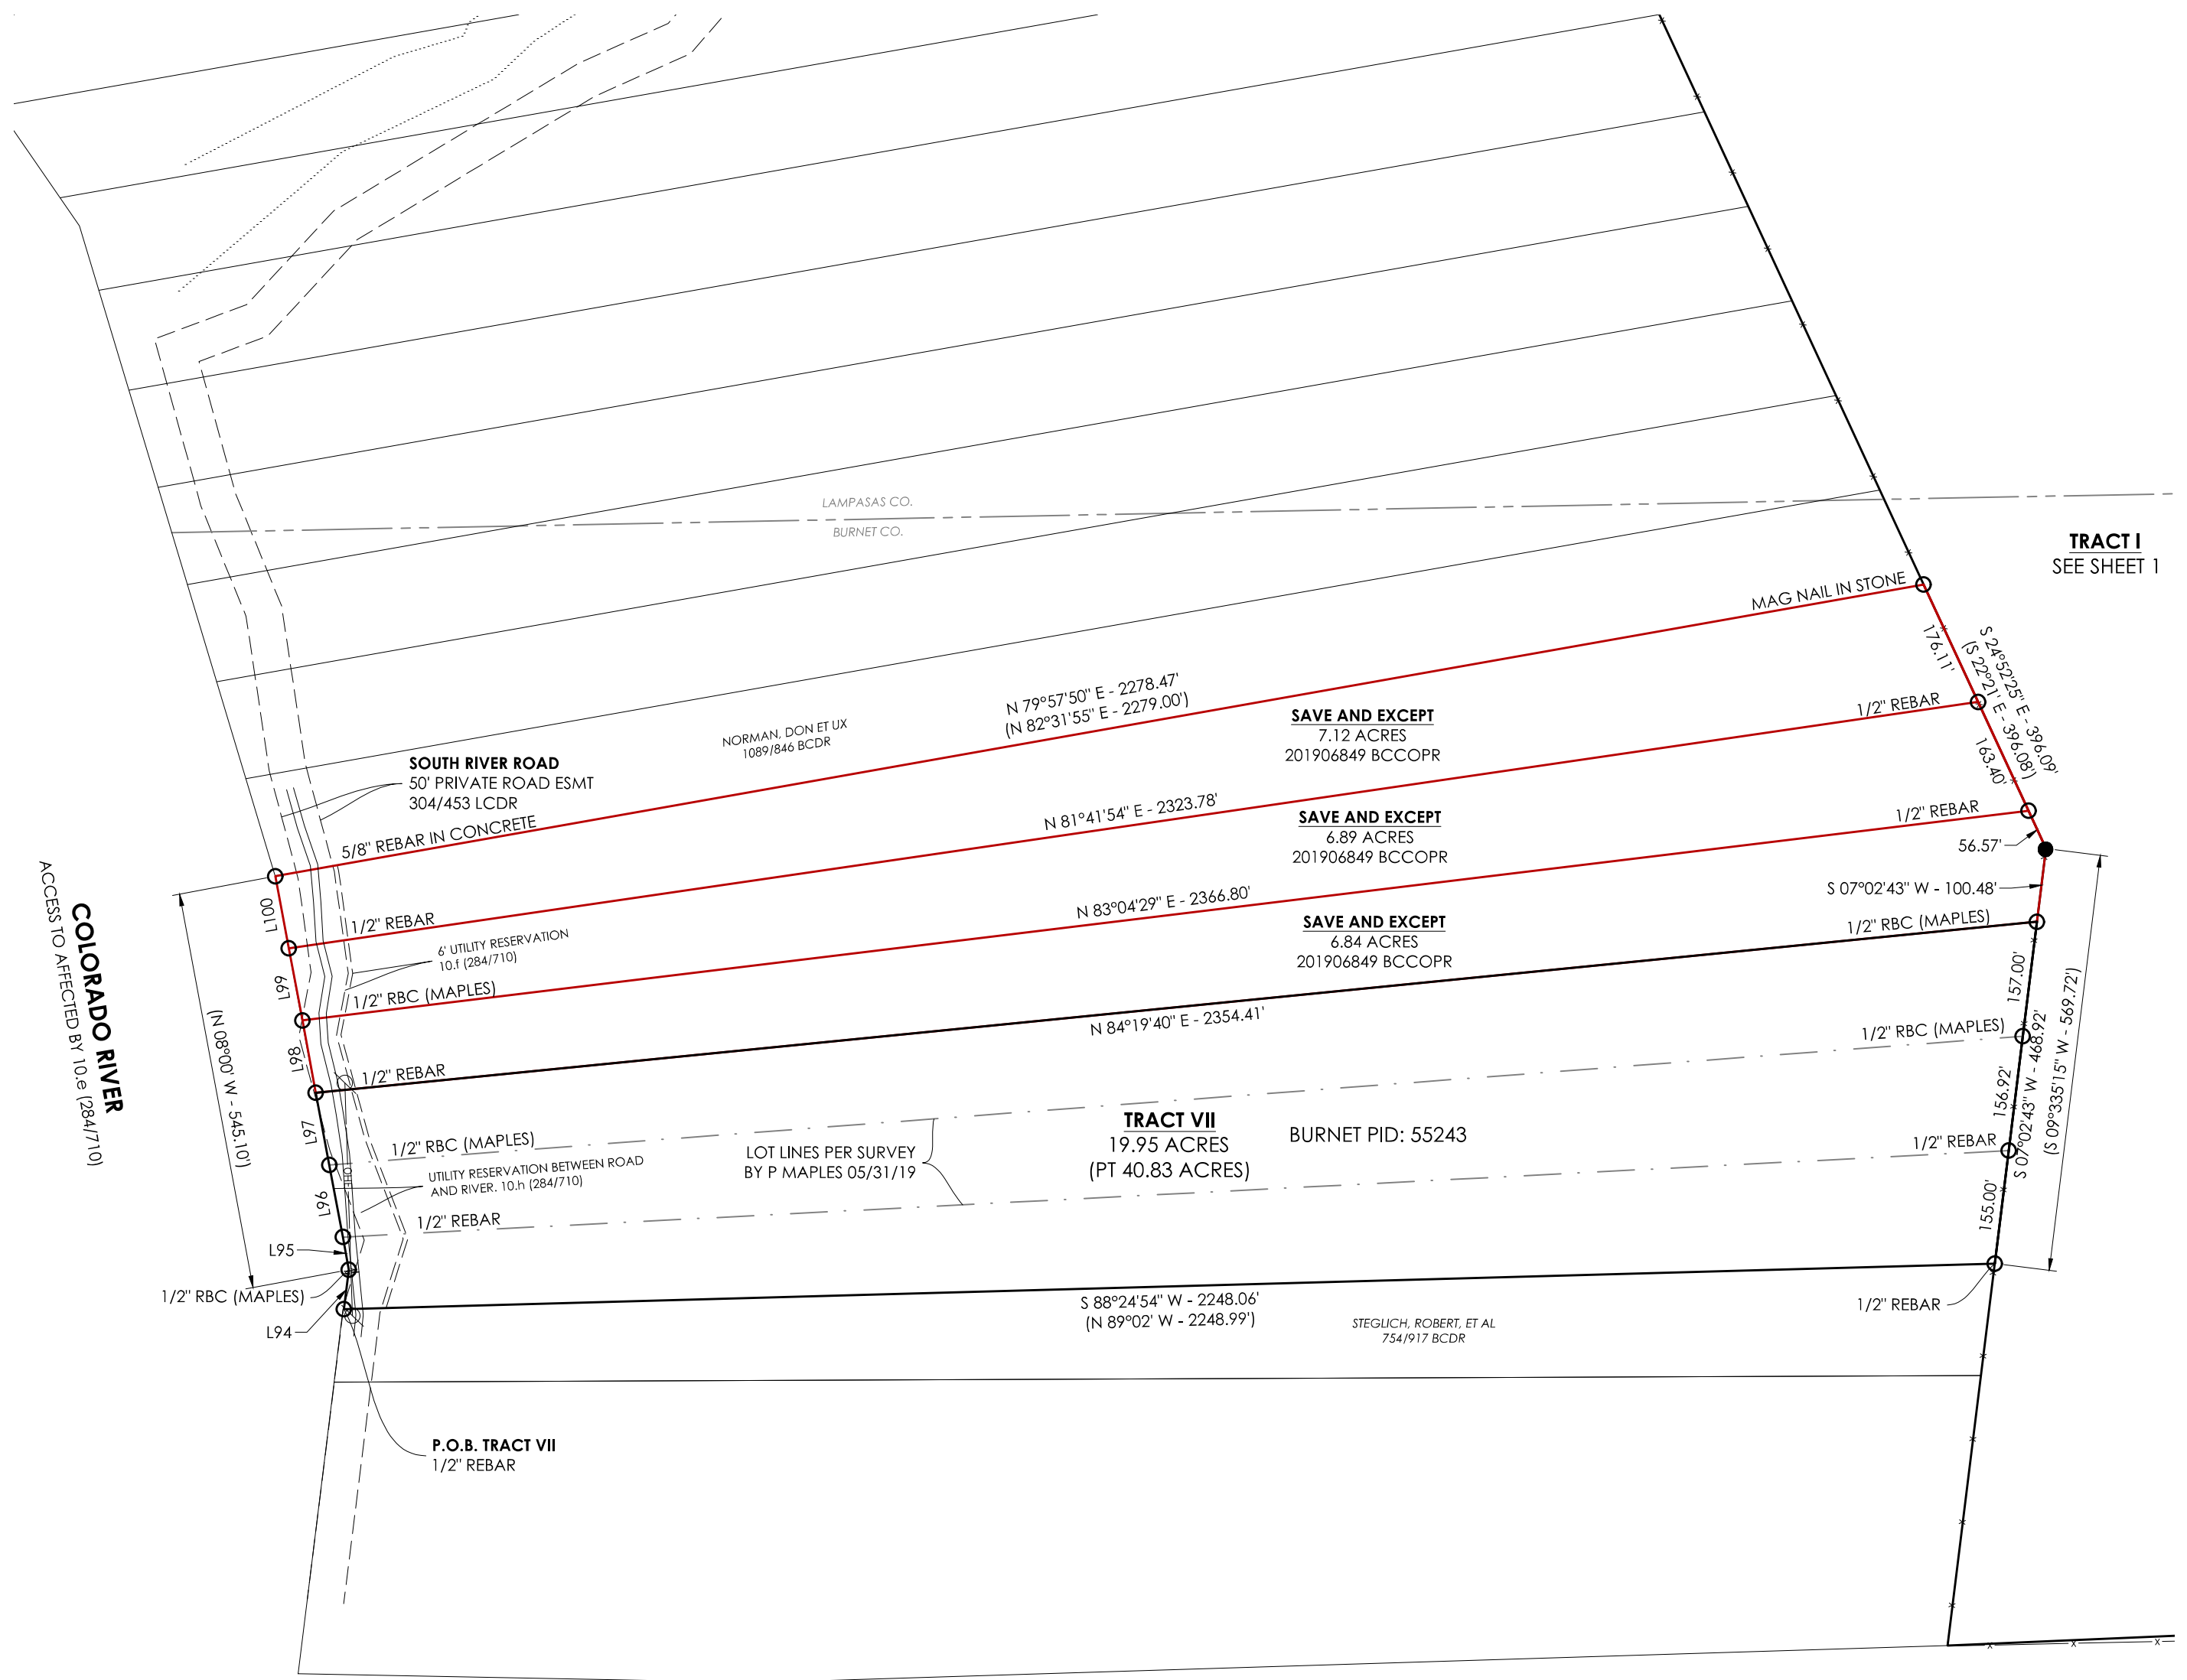 LAMPASAS CO.
BURNET CO.
TRACT I
SEE SHEET 1
MAG NAIL IN STONE
176.11'
S 24°52'25" E - 396.09'
(S 22°21' E - 396.08')
N 79°57'50" E - 2278.47'
(N 82°31'55" E - 2279.00')
NORMAN, DON ET UX
1089/846 BCDR
SAVE AND EXCEPT
7.12 ACRES
201906849 BCCOPR
1/2" REBAR
163.40'
SOUTH RIVER ROAD
50' PRIVATE ROAD ESMT
304/453 LCDR
5/8" REBAR IN CONCRETE
N 81°41'54" E - 2323.78'
SAVE AND EXCEPT
6.89 ACRES
201906849 BCCOPR
1/2" REBAR
56.57'
S 07°02'43" W - 100.48'
COLORADO RIVER
ACCESS TO AFFECTED BY 10.e (284/710)
(N 08°00' W - 545.10')
L100
1/2" REBAR
6' UTILITY RESERVATION
10.f (284/710)
L99
1/2" RBC (MAPLES)
N 83°04'29" E - 2366.80'
SAVE AND EXCEPT
6.84 ACRES
201906849 BCCOPR
1/2" RBC (MAPLES)
157.00'
L98
1/2" REBAR
N 84°19'40" E - 2354.41'
1/2" RBC (MAPLES)
S 07°02'43" W - 468.92'
(S 09°335'15" W - 569.72')
156.92'
L97
1/2" RBC (MAPLES)
OHE
UTILITY RESERVATION BETWEEN ROAD
AND RIVER. 10.h (284/710)
LOT LINES PER SURVEY
BY P MAPLES 05/31/19
TRACT VII
19.95 ACRES
(PT 40.83 ACRES)
BURNET PID: 55243
1/2" REBAR
155.00'
L96
1/2" REBAR
L95
1/2" RBC (MAPLES)
L94
S 88°24'54" W - 2248.06'
(N 89°02' W - 2248.99')
STEGLICH, ROBERT, ET AL
754/917 BCDR
1/2" REBAR
P.O.B. TRACT VII
1/2" REBAR